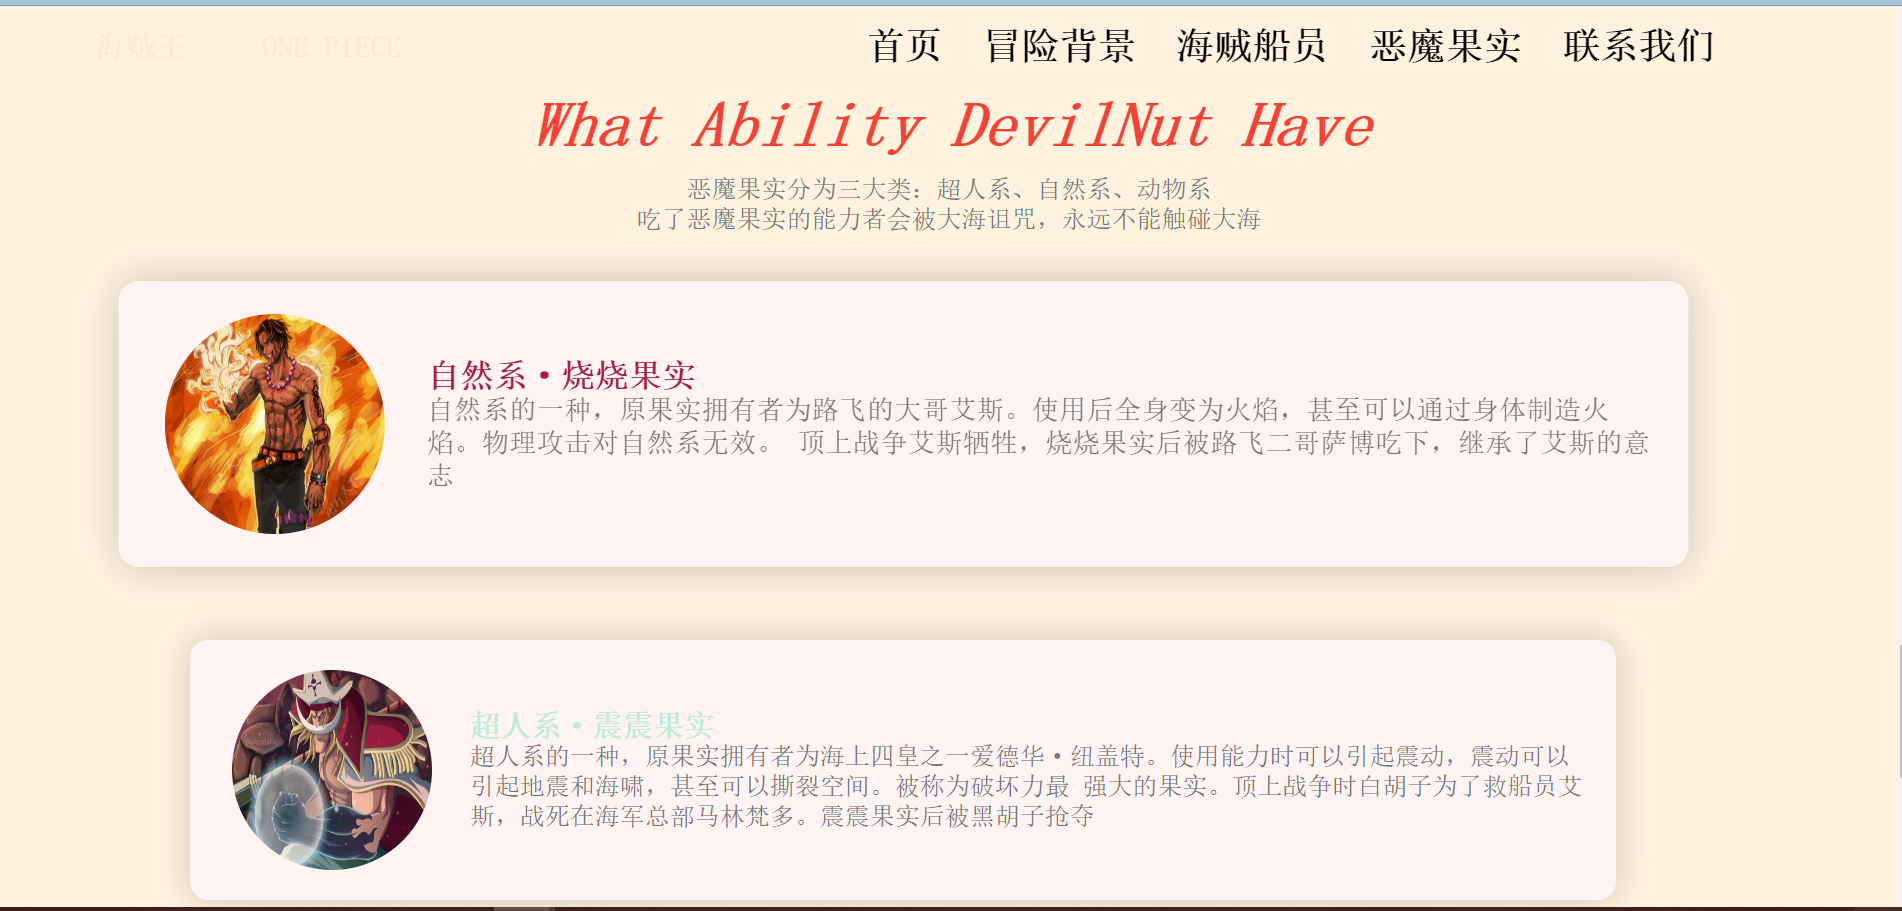 海贼王 ONE PIECE
首页 冒险背景 海贼船员 恶魔果实 联系我们
What Ability DevilNut Have
恶魔果实分为三大类：超人系、自然系、动物系
吃了恶魔果实的能力者会被大海诅咒，永远不能触碰大海
自然系·烧烧果实
自然系的一种，原果实拥有者为路飞的大哥艾斯。使用后全身变为火焰，甚至可以通过身体制造火
焰。物理攻击对自然系无效。 顶上战争艾斯牺牲，烧烧果实后被路飞二哥萨博吃下，继承了艾斯的意
志
超人系·震震果实
超人系的一种，原果实拥有者为海上四皇之一爱德华·纽盖特。使用能力时可以引起震动，震动可以
引起地震和海啸，甚至可以撕裂空间。被称为破坏力最 强大的果实。顶上战争时白胡子为了救船员艾
斯，战死在海军总部马林梵多。震震果实后被黑胡子抢夺